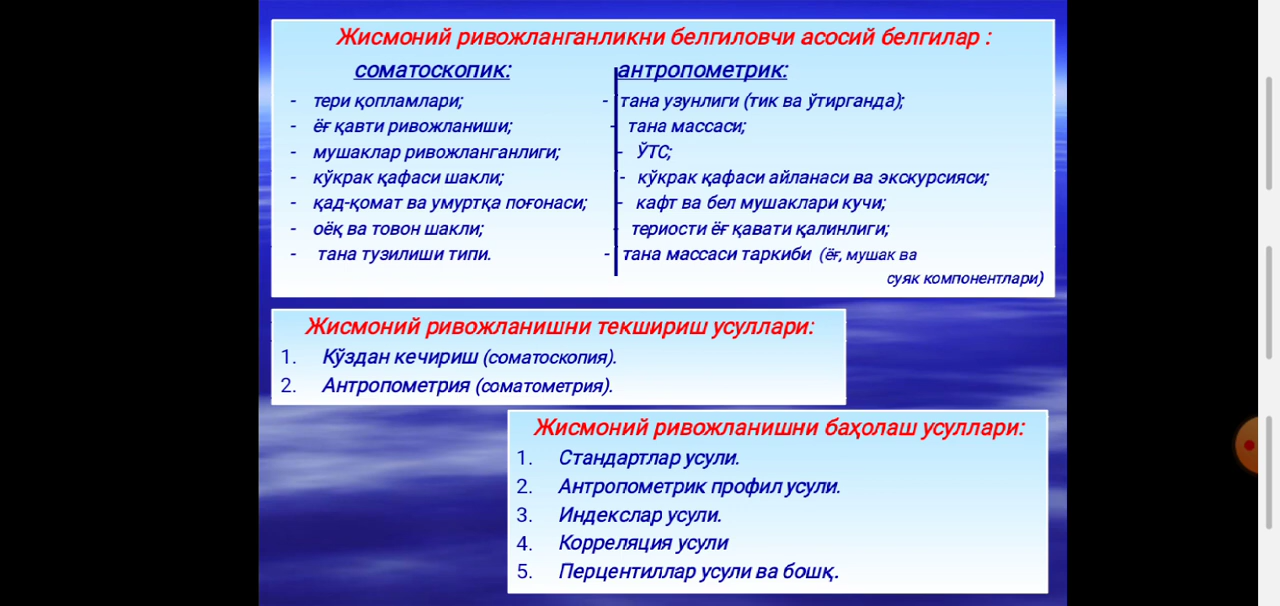 Жисмоний ривожланганликни белгиловчи асосий белгилар :
соматоскопик:
- тери қопламлари;
- ёғ қавти ривожланиши;
- мушаклар ривожланганлиги;
- кўкрак қафаси шакли;
- қад-қомат ва умуртқа поғонаси;
- оёқ ва товон шакли;
- тана тузилиши типи.
антропометрик:
- тана узунлиги (тик ва ўтирганда);
- тана массаси;
- ЎТС;
- кўкрак қафаси айланаси ва экскурсияси;
- кафт ва бел мушаклари кучи;
- териости ёғ қавати қалинлиги;
- тана массаси таркиби (ёғ, мушак ва
суяк компонентлари)
Жисмоний ривожланишни текшириш усуллари:
1. Кўздан кечириш (соматоскопия).
2. Антропометрия (соматометрия).
Жисмоний ривожланишни баҳолаш усуллари:
1. Стандартлар усули.
2. Антропометрик профил усули.
3. Индекслар усули.
4. Корреляция усули
5. Перцентиллар усули ва бошқ.